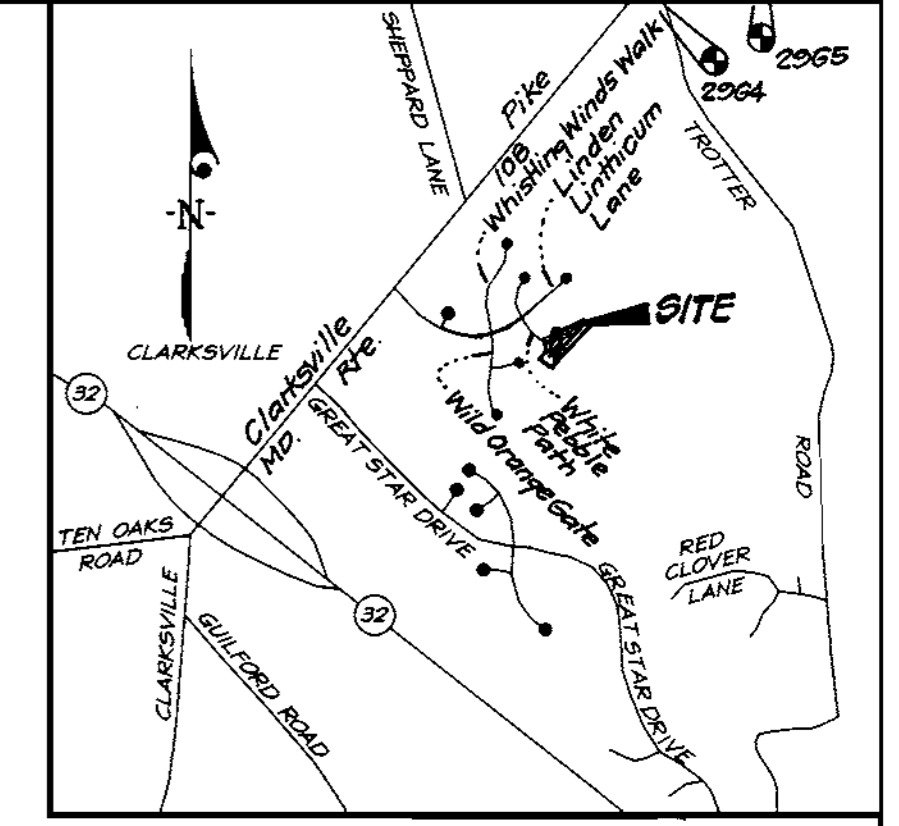 SHEPPARD LANE
Pike
108
Whistling Winds Walk
Linden
Linthicum
Lane
29G4
29G5
TROTTER
ROAD
-N-
CLARKSVILLE
SITE
32
Clarksville
Rte.
MD.
GREAT STAR DRIVE
Wild Orange Gate
White
Pebble
Path
TEN OAKS
ROAD
CLARKSVILLE
GUILFORD ROAD
32
GREAT STAR DRIVE
RED
CLOVER
LANE